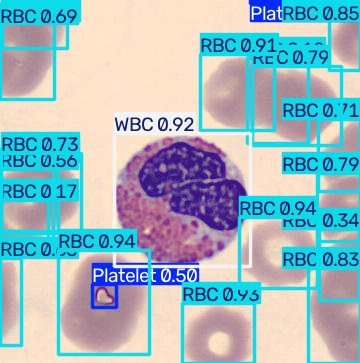 RBC 0.69
Plat
RBC 0.85
RBC 0.91
RBC 0.79
RBC 0.71
WBC 0.92
RBC 0.73
RBC 0.56
RBC 0.79
RBC 0.17
RBC 0.94
RBC 0.34
RBC 0.94
RBC 0.83
Platelet 0.50
RBC 0.93